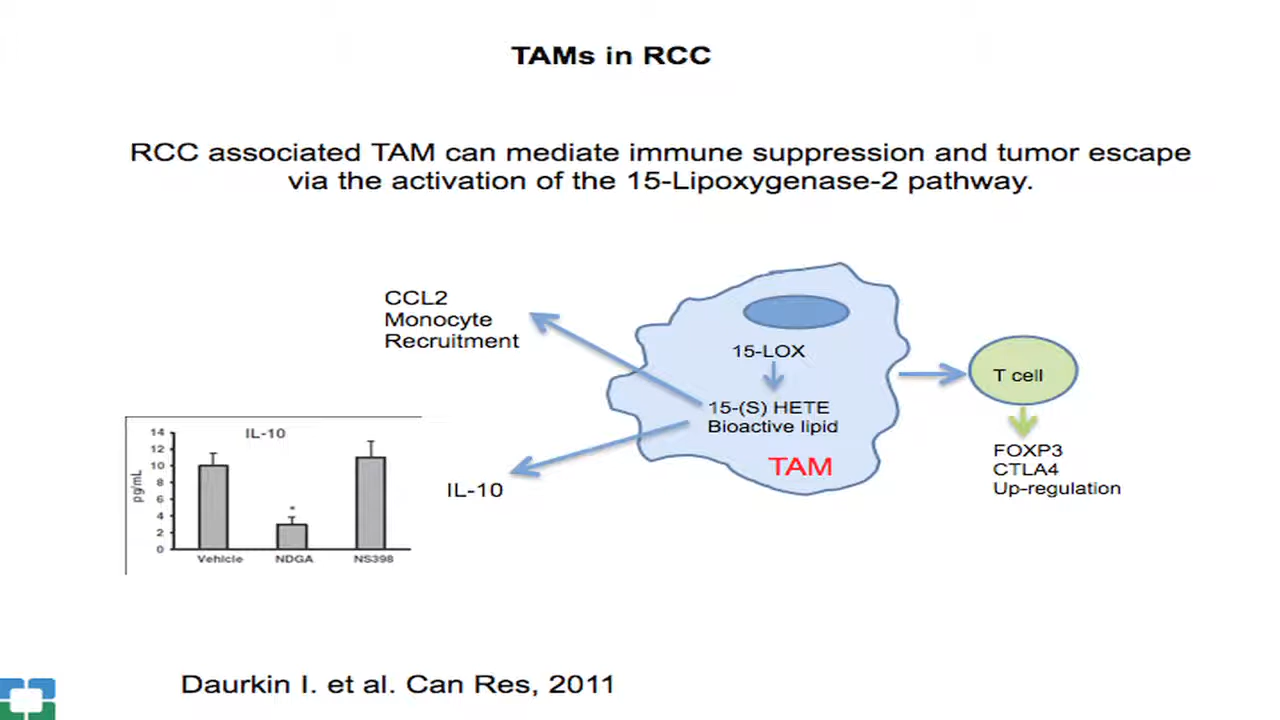 TAMs in RCC
RCC associated TAM can mediate immune suppression and tumor escape
via the activation of the 15-Lipoxygenase-2 pathway.
CCL2
Monocyte
Recruitment
15-LOX
15-(S) HETE
Bioactive lipid
TAM
T cell
FOXP3
CTLA4
Up-regulation
IL-10
IL-10
pg/mL
14
12
10
8
6
4
2
0
*
Vehicle NDGA NS398
Daurkin I. et al. Can Res, 2011